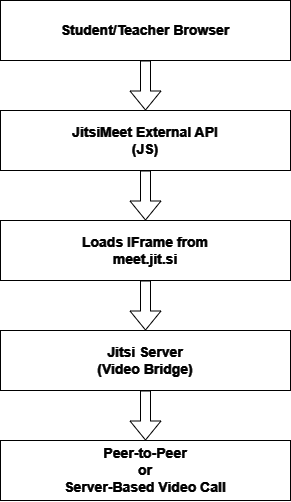 Student/Teacher Browser
JitsiMeet External API
(JS)
Loads IFrame from
meet.jit.si
Jitsi Server
(Video Bridge)
Peer-to-Peer
or
Server-Based Video Call